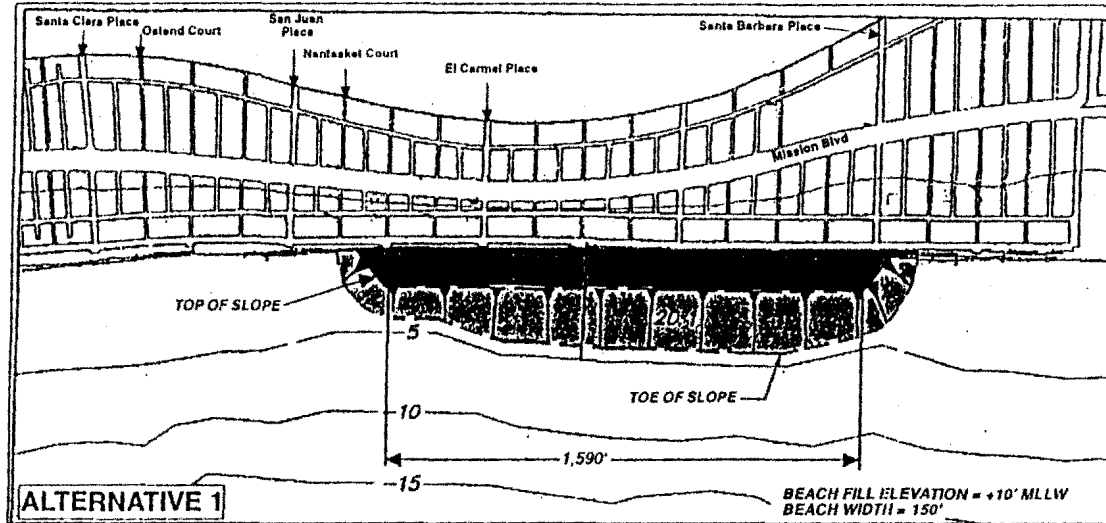 Santa Clara Place
Ostend Court
San Juan
Place
Nantasket Court
El Carmel Place
Santa Barbara Place
Mission Blvd
TOP OF SLOPE
20:1
-5
TOE OF SLOPE
-10
1,590'
-15
ALTERNATIVE 1
BEACH FILL ELEVATION = +10' MLLW
BEACH WIDTH = 150'